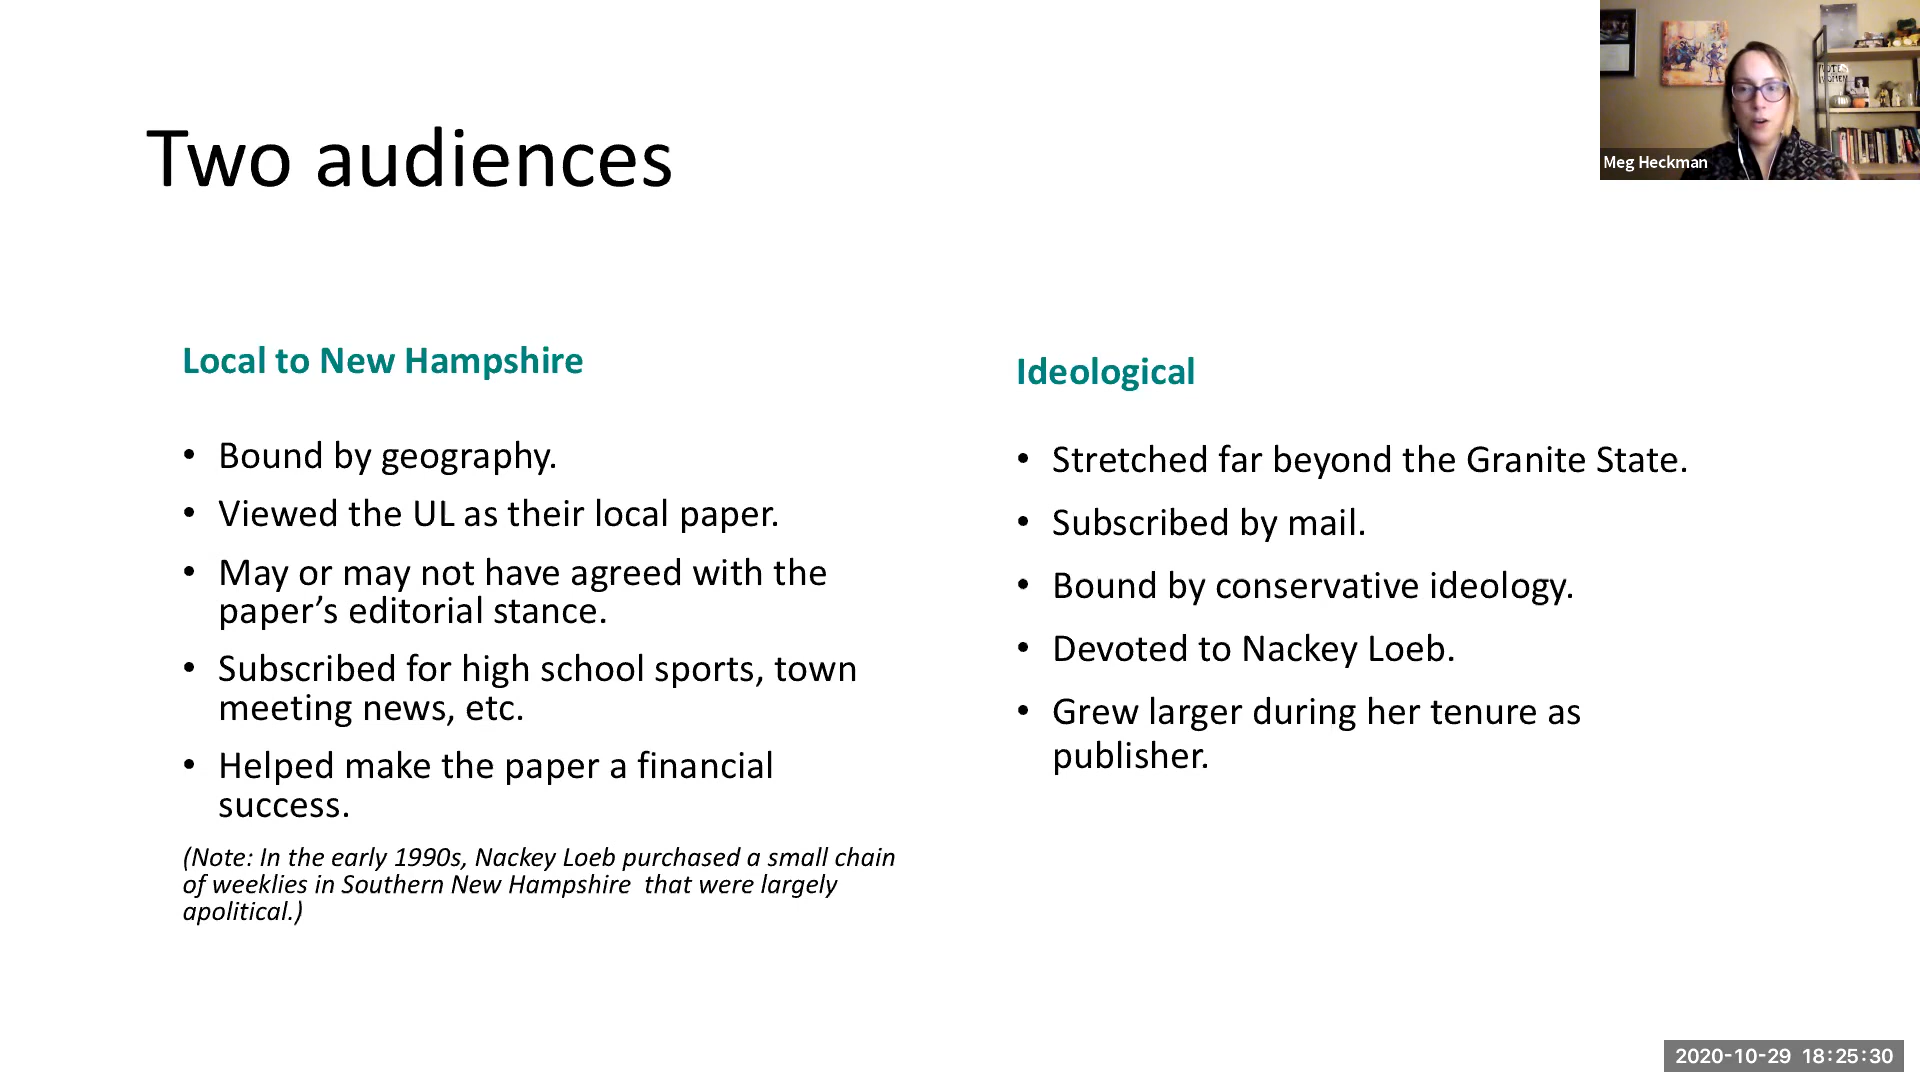 Two audiences
Meg Heckman
Local to New Hampshire
• Bound by geography.
• Viewed the UL as their local paper.
• May or may not have agreed with the
paper’s editorial stance.
• Subscribed for high school sports, town
meeting news, etc.
• Helped make the paper a financial
success.
(Note: In the early 1990s, Nackey Loeb purchased a small chain
of weeklies in Southern New Hampshire  that were largely
apolitical.)
Ideological
• Stretched far beyond the Granite State.
• Subscribed by mail.
• Bound by conservative ideology.
• Devoted to Nackey Loeb.
• Grew larger during her tenure as
publisher.
2020-10-29 18:25:30